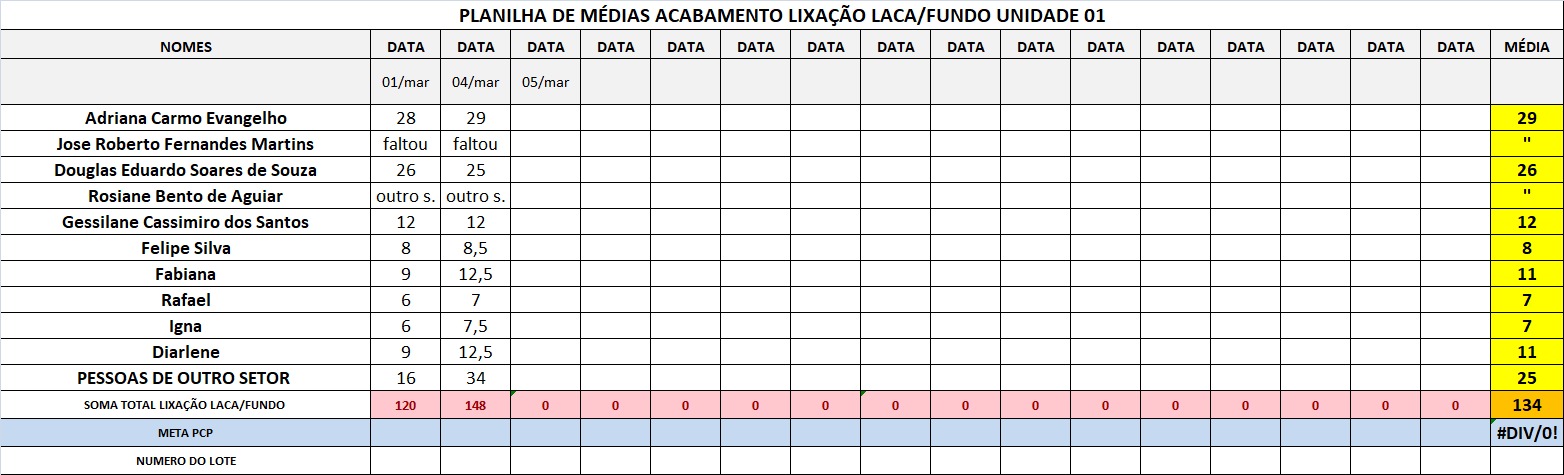 PLANILHA DE MÉDIAS ACABAMENTO LIXAÇÃO LACA/FUNDO UNIDADE 01
NOMES DATA DATA DATA DATA DATA DATA DATA DATA DATA DATA DATA DATA DATA DATA DATA DATA MÉDIA
01/mar 04/mar 05/mar
Adriana Carmo Evangelho 28 29 29
Jose Roberto Fernandes Martins faltou faltou "
Douglas Eduardo Soares de Souza 26 25 26
Rosiane Bento de Aguiar outro s. outro s. "
Gessilane Cassimiro dos Santos 12 12 12
Felipe Silva 8 8,5 8
Fabiana 9 12,5 11
Rafael 6 7 7
Igna 6 7,5 7
Diarlene 9 12,5 11
PESSOAS DE OUTRO SETOR 16 34 25
SOMA TOTAL LIXAÇÃO LACA/FUNDO 120 148 0 0 0 0 0 0 0 0 0 0 0 0 0 0 134
META PCP #DIV/0!
NUMERO DO LOTE